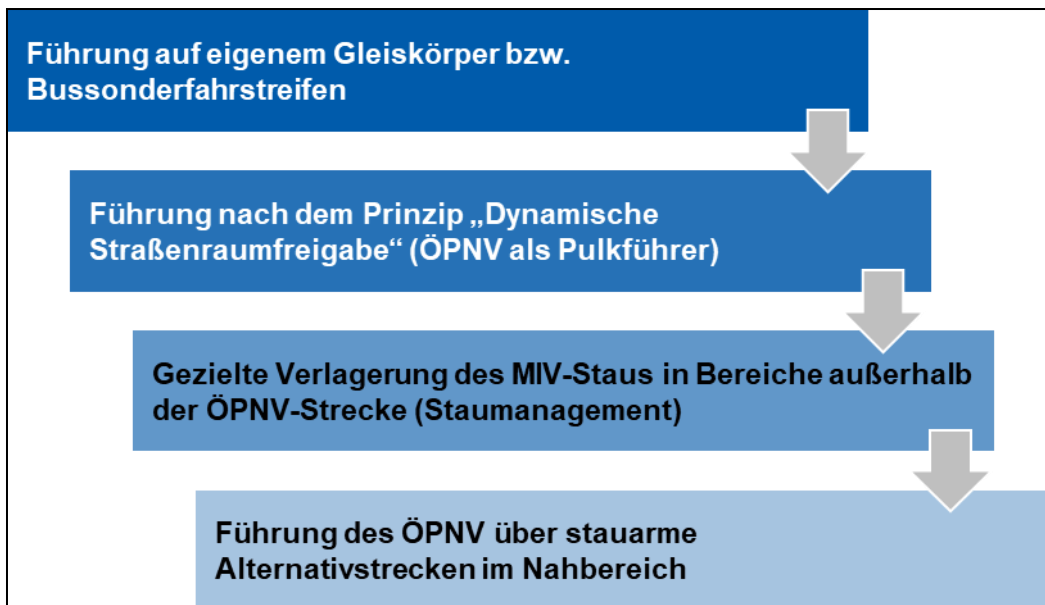 Führung auf eigenem Gleiskörper bzw.
Bussonderfahrstreifen
Führung nach dem Prinzip „Dynamische
Straßenraumfreigabe“ (ÖPNV als Pulkführer)
Gezielte Verlagerung des MIV-Staus in Bereiche außerhalb
der ÖPNV-Strecke (Staumanagement)
Führung des ÖPNV über stauarme
Alternativstrecken im Nahbereich